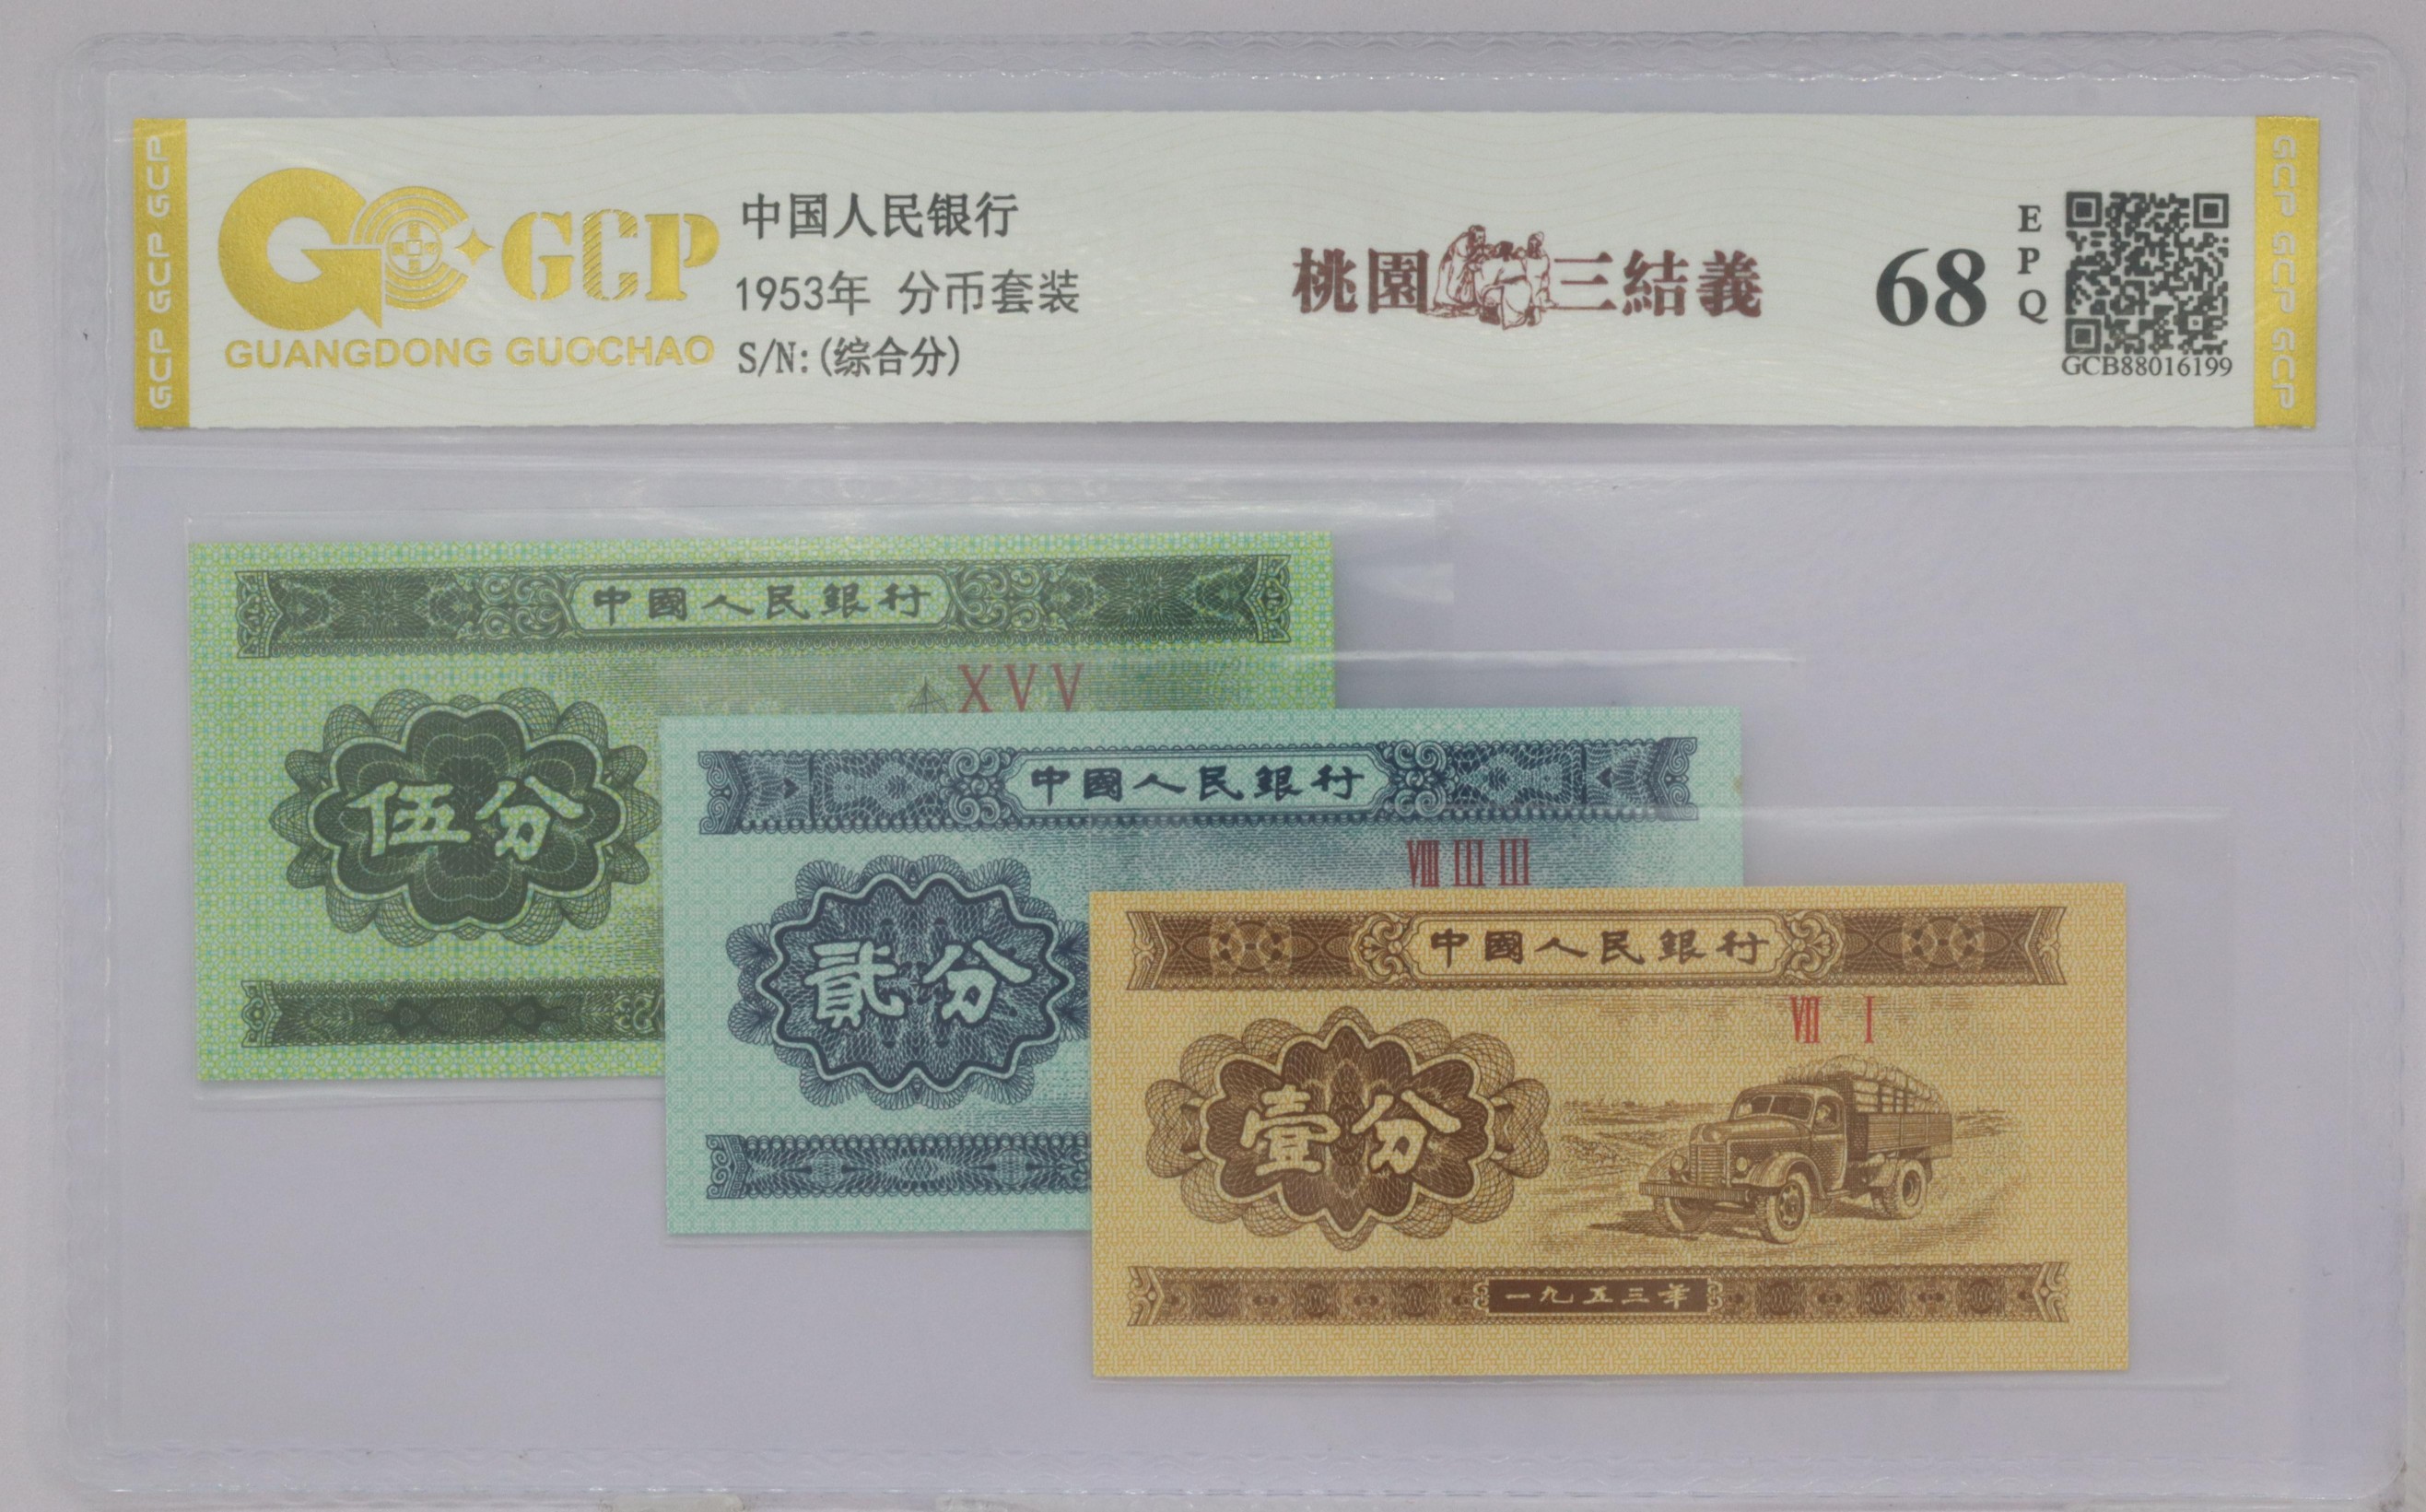 GCP GCP GCP
GCP
GUANGDONG GUOCHAO
中国人民银行
1953年 分币套装
S/N:(综合分)
桃園三結義
68
EPQ
GCB88016199
GCP GCP GCP
中國人民銀行
XVV
伍分
中國人民銀行
VIII III III
貳分
中國人民銀行
VII I
壹分
一九五三年